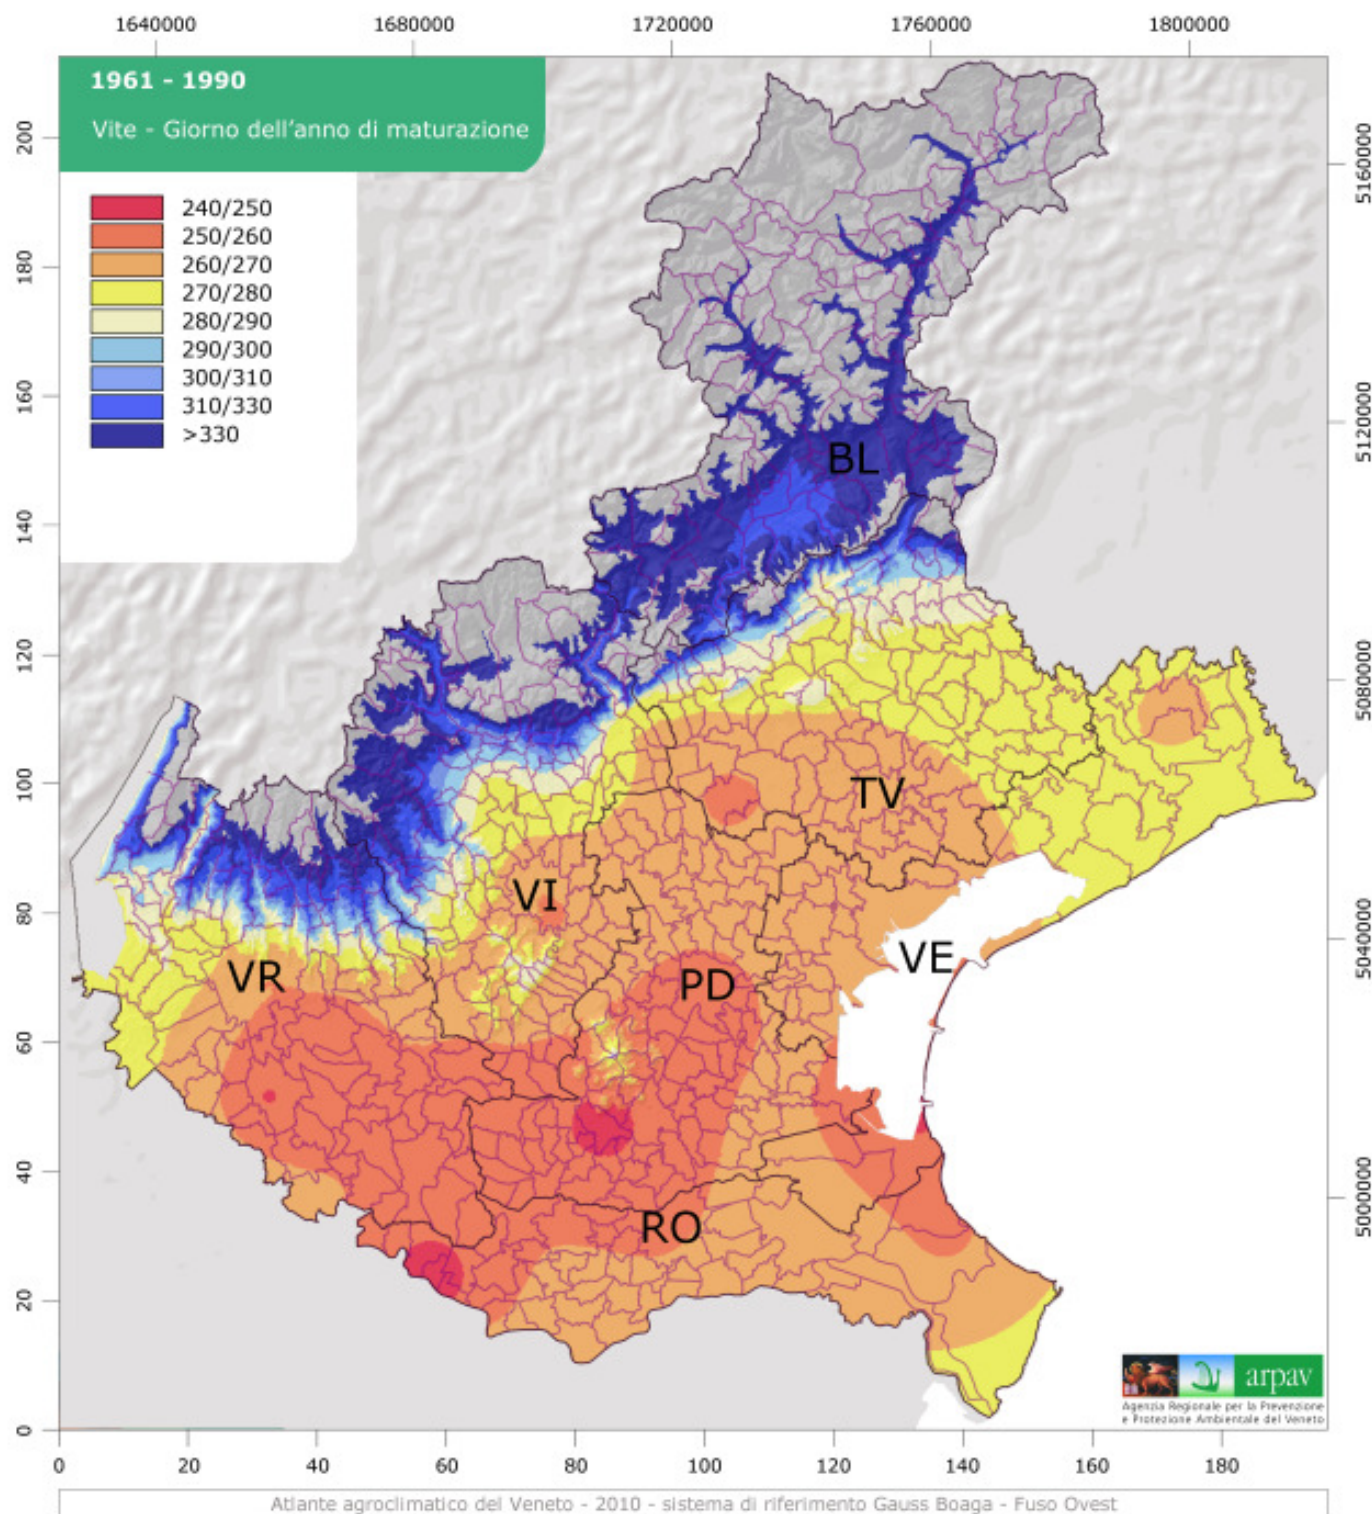 1640000 1680000 1720000 1760000 1800000
1961 - 1990
Vite - Giorno dell'anno di maturazione
240/250
250/260
260/270
270/280
280/290
290/300
300/310
310/330
>330
200
180
160
140
120
100
80
60
40
20
0
5160000
5120000
5080000
5040000
5000000
BL
TV
VI
VE
VR
PD
RO
arpav
Agenzia Regionale per la Prevenzione
e Protezione Ambientale del Veneto
0 20 40 60 80 100 120 140 160 180
Atlante agroclimatico del Veneto - 2010 - sistema di riferimento Gauss Boaga - Fuso Ovest